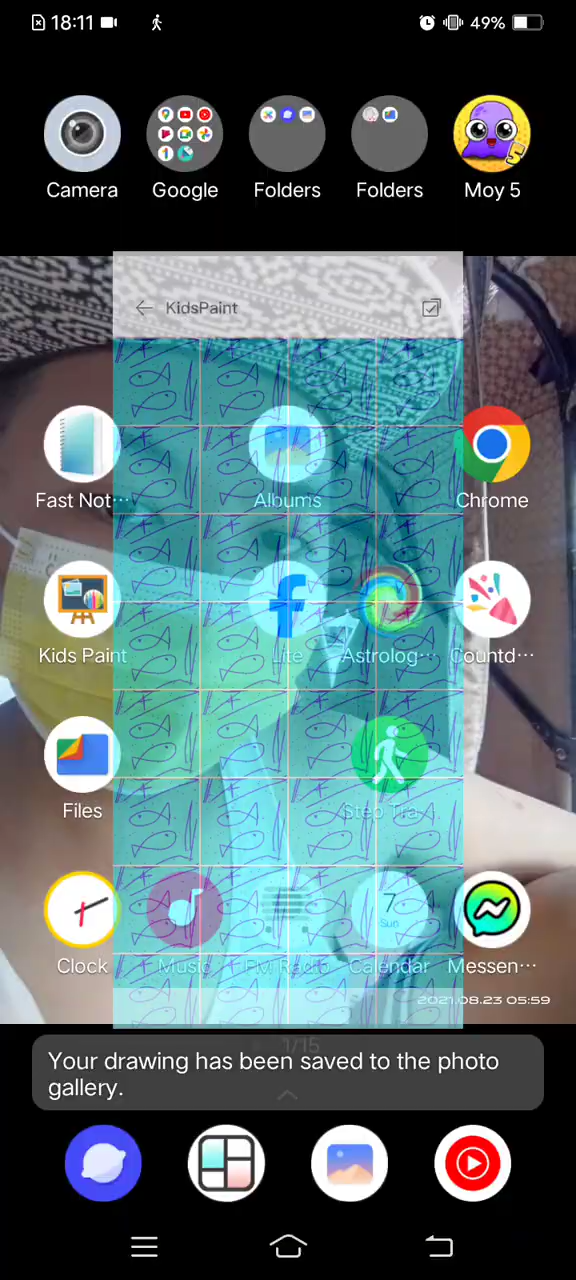 18:11
49%
Camera
Google
Folders
Folders
Moy 5
KidsPaint
Fast Not···
Albums
Chrome
Kids Paint
Lite
Astrolog···
Countd···
Files
Step Tra···
7
Sun
Clock
Music
FM Radio
Calendar
Messen···
2021.08.23 05:59
1/15
Your drawing has been saved to the photo
gallery.